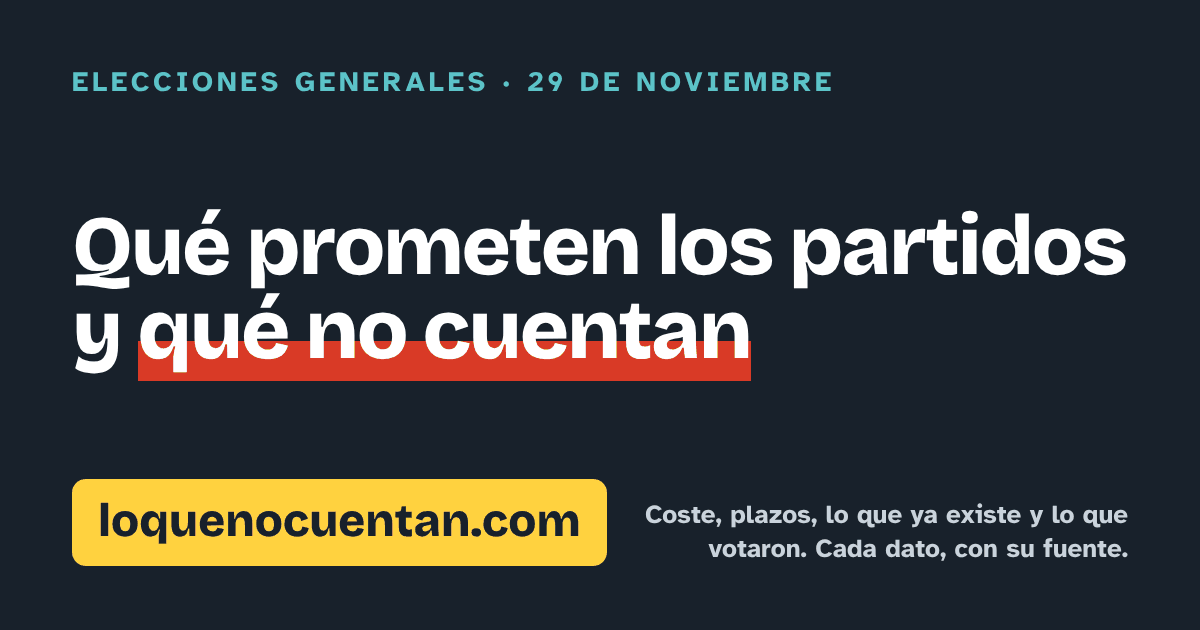 ELECCIONES GENERALES · 29 DE NOVIEMBRE
Qué prometen los partidos
y qué no cuentan
loquenocuentan.com
Coste, plazos, lo que ya existe y lo que
votaron. Cada dato, con su fuente.